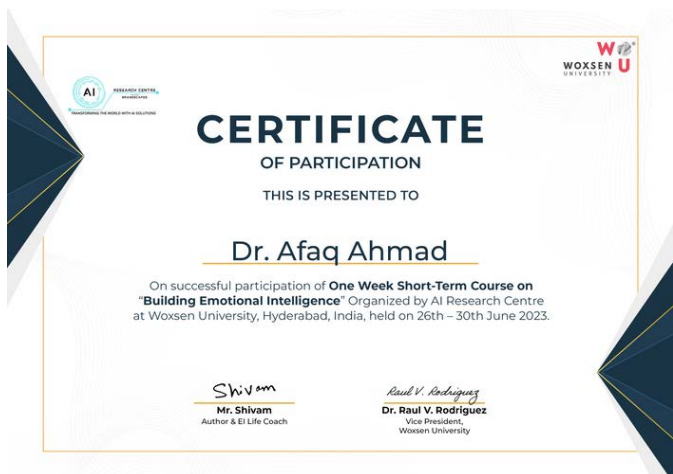 AI
RESEARCH CENTRE
TRANSFORMING THE WORLD WITH AI SOLUTIONS
WOXSEN U
UNIVERSITY
CERTIFICATE
OF PARTICIPATION
THIS IS PRESENTED TO
Dr. Afaq Ahmad
On successful participation of One Week Short-Term Course on
“Building Emotional Intelligence” Organized by AI Research Centre
at Woxsen University, Hyderabad, India, held on 26th – 30th June 2023.
Shivam
Mr. Shivam
Author & EI Life Coach
Raul V. Rodriguez
Dr. Raul V. Rodriguez
Vice President,
Woxsen University